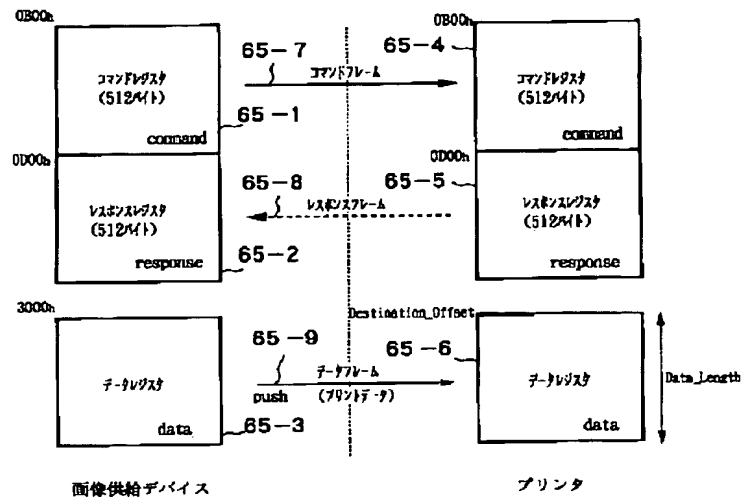 0B00h
コマンドレジスタ
(512バイト)
command
65-1
65-7
コマンドフレーム
0B00h
65-4
コマンドレジスタ
(512バイト)
command
0D00h
レスポンスレジスタ
(512バイト)
response
65-2
65-8
レスポンスフレーム
0D00h
65-5
レスポンスレジスタ
(512バイト)
response
3000h
データレジスタ
data
65-3
65-9
データフレーム
push
(プリントデータ)
Destination_Offset
65-6
データレジスタ
data
Data_Length
画像供給デバイス
プリンタ